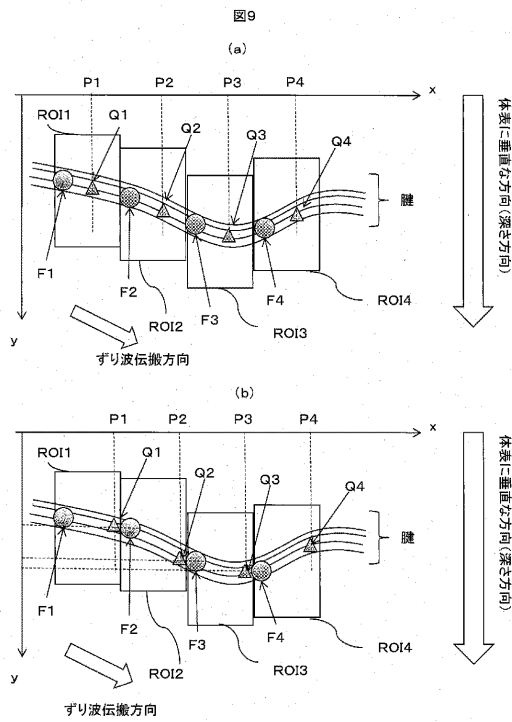 図9
(a)
P1 P2 P3 P4
x
ROI1 Q1
Q2 Q3 Q4
腱
F1
F2 F3 F4
ROI2 ROI3 ROI4
y
ずり波伝搬方向
体表に垂直な方向(深さ方向)
(b)
P1 P2 P3 P4
x
ROI1 Q1
Q2 Q3 Q4
腱
F1
F2 F3 F4
ROI2 ROI3 ROI4
y
ずり波伝搬方向
体表に垂直な方向(深さ方向)